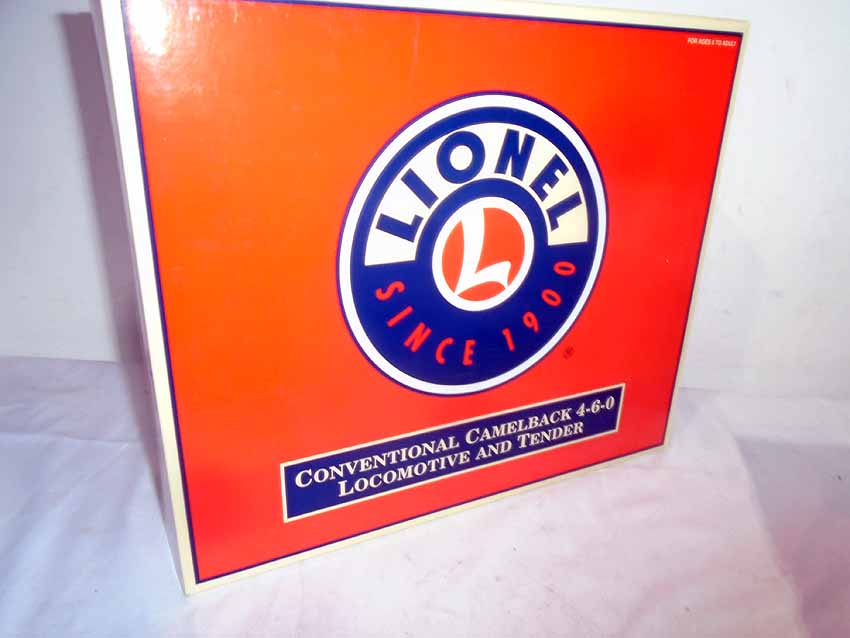 FOR AGES 8 TO ADULT
LIONEL
L
SINCE 1900
®
CONVENTIONAL CAMELBACK 4-6-0
LOCOMOTIVE AND TENDER